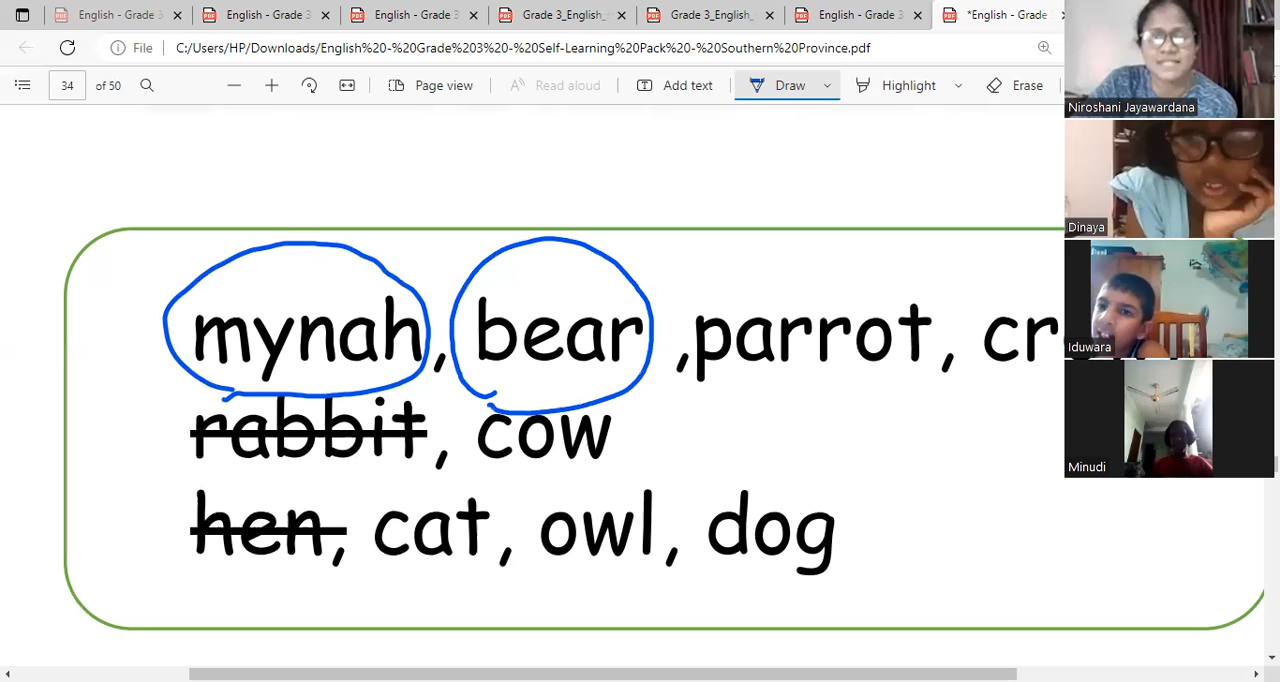 English - Grade 3
English - Grade 3
English - Grade 3
Grade 3_English_
Grade 3_English_
English - Grade 3
*English - Grade
File
C:/Users/HP/Downloads/English%20-%20Grade%203%20-%20Self-Learning%20Pack%20-%20Southern%20Province.pdf
34 of 50
Page view
Read aloud
Add text
Draw
Highlight
Erase
mynah, bear ,parrot, cr
rabbit, cow
hen, cat, owl, dog
Niroshani Jayawardana
Dinaya
Iduwara
Minudi